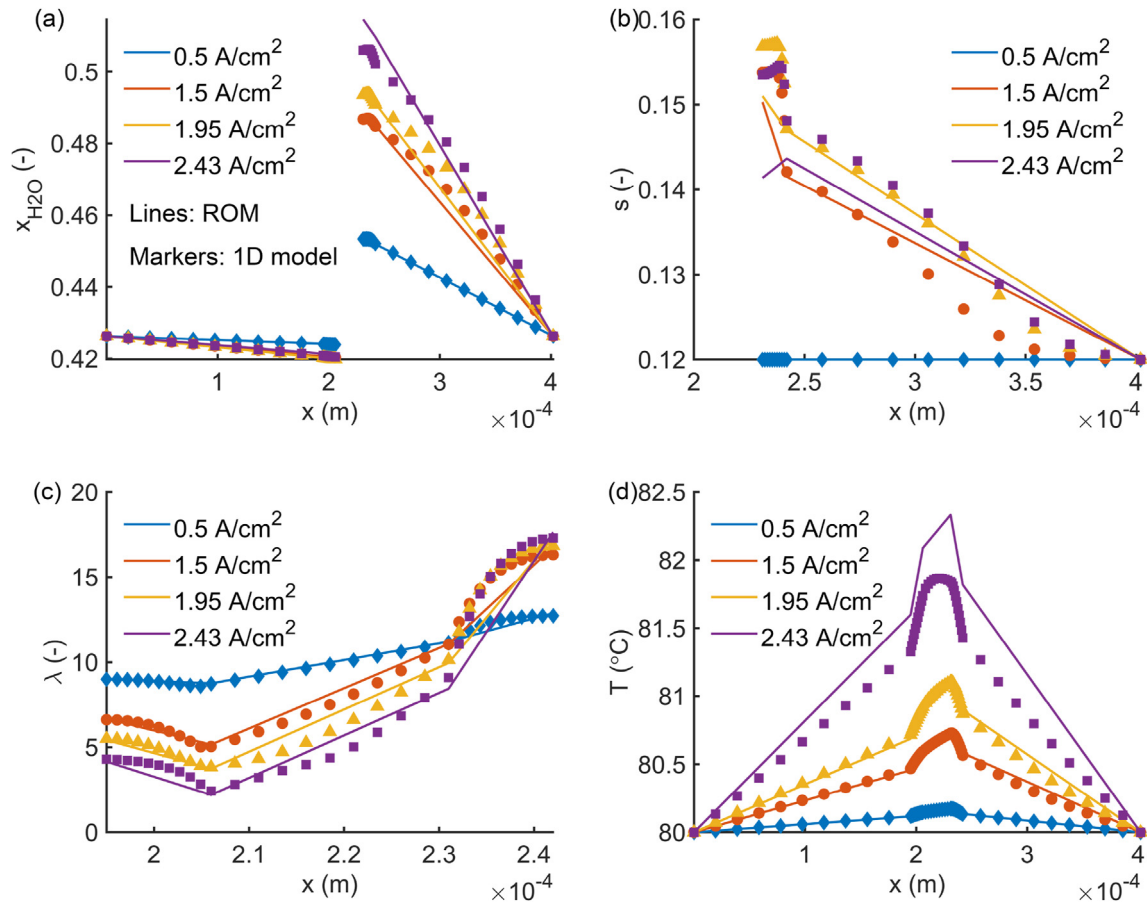 (a)
0.5
0.48
0.46
0.44
0.42
x_H2O (-)
0.5 A/cm²
1.5 A/cm²
1.95 A/cm²
2.43 A/cm²
Lines: ROM
Markers: 1D model
1 2 3 4
x (m)
×10⁻⁴
(b)
0.16
0.15
0.14
0.13
0.12
s (-)
0.5 A/cm²
1.5 A/cm²
1.95 A/cm²
2.43 A/cm²
2 2.5 3 3.5 4
x (m)
×10⁻⁴
(c)
20
15
10
5
0
λ (-)
0.5 A/cm²
1.5 A/cm²
1.95 A/cm²
2.43 A/cm²
2 2.1 2.2 2.3 2.4
x (m)
×10⁻⁴
(d)
82.5
82
81.5
81
80.5
80
T (°C)
0.5 A/cm²
1.5 A/cm²
1.95 A/cm²
2.43 A/cm²
0 1 2 3 4
x (m)
×10⁻⁴